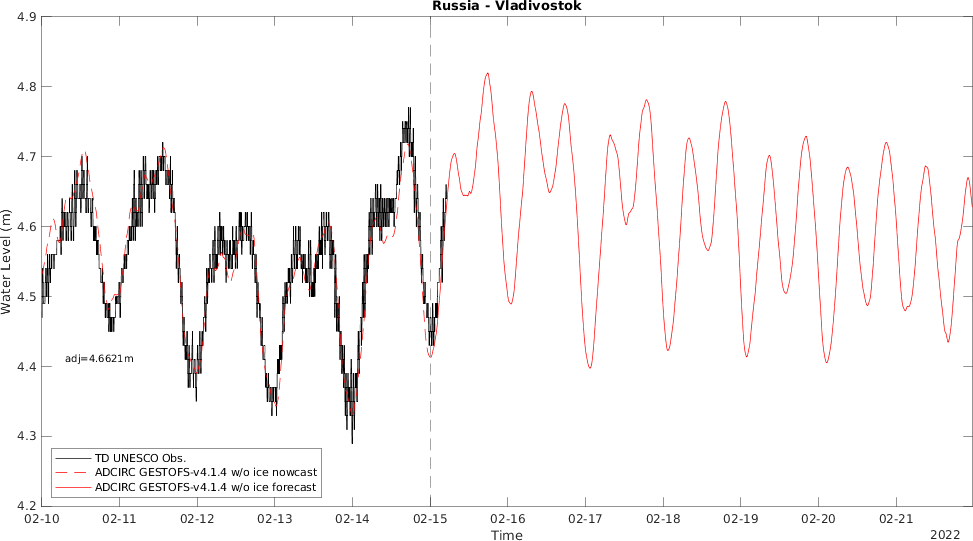 Russia - Vladivostok
4.9
4.8
4.7
4.6
4.5
4.4
4.3
4.2
Water Level (m)
adj=4.6621m
TD UNESCO Obs.
ADCIRC GESTOFS-v4.1.4 w/o ice nowcast
ADCIRC GESTOFS-v4.1.4 w/o ice forecast
02-10 02-11 02-12 02-13 02-14 02-15 02-16 02-17 02-18 02-19 02-20 02-21
Time
2022